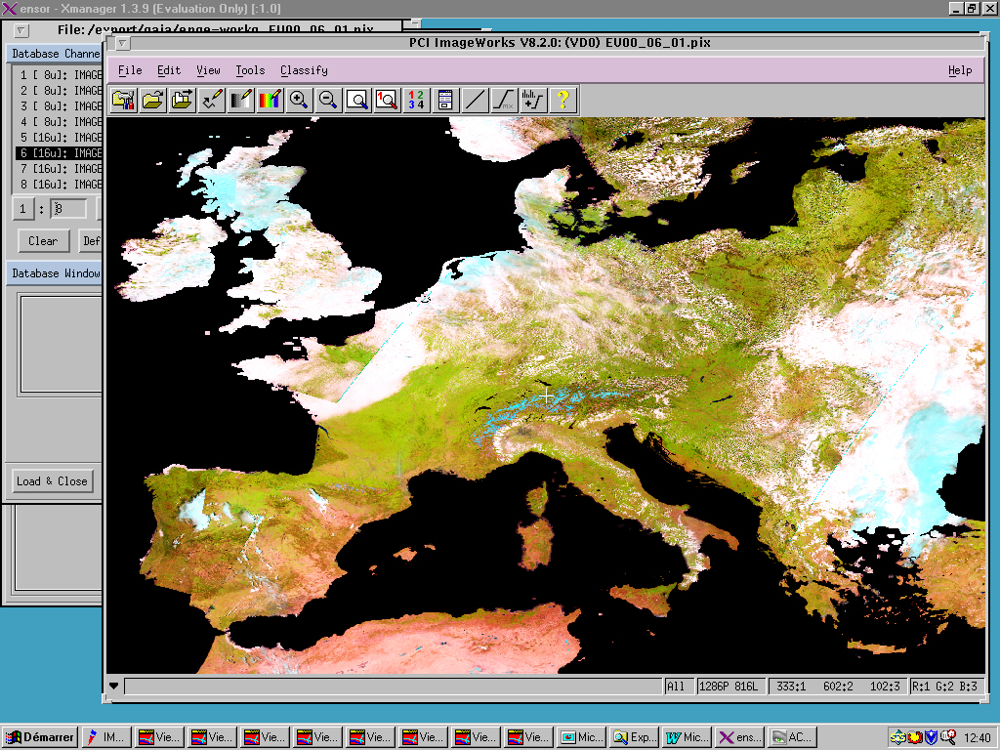 ensor - Xmanager 1.3.9 (Evaluation Only) [:1.0]
File: /export/gaia/enge-workg EV00_06_01.pix
PCI ImageWorks V8.2.0: (VD0) EV00_06_01.pix
Database Channe
File Edit View Tools Classify Help
1 [ 8u]: IMAGE
2 [ 8u]: IMAGE
3 [ 8u]: IMAGE
4 [ 8u]: IMAGE
5 [16u]: IMAGE
6 [16u]: IMAGE
7 [16u]: IMAGE
8 [16u]: IMAGE
1 : 8
Clear Def
Database Window
Load & Close
All 1286P 816L 333:1 602:2 102:3 R:1 G:2 B:3
Démarrer IM... Vie... Vie... Vie... Vie... Vie... Vie... Vie... Vie... Mic... Exp... Mic... ens... AC... 12:40